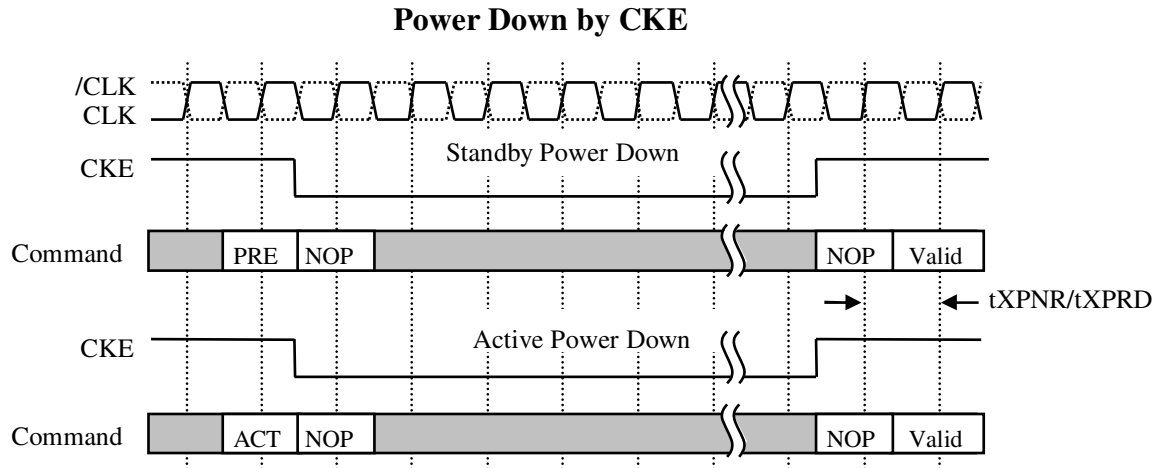 Power Down by CKE
/CLK
CLK
Standby Power Down
CKE
Command
PRE
NOP
NOP
Valid
tXPNR/tXPRD
Active Power Down
CKE
Command
ACT
NOP
NOP
Valid